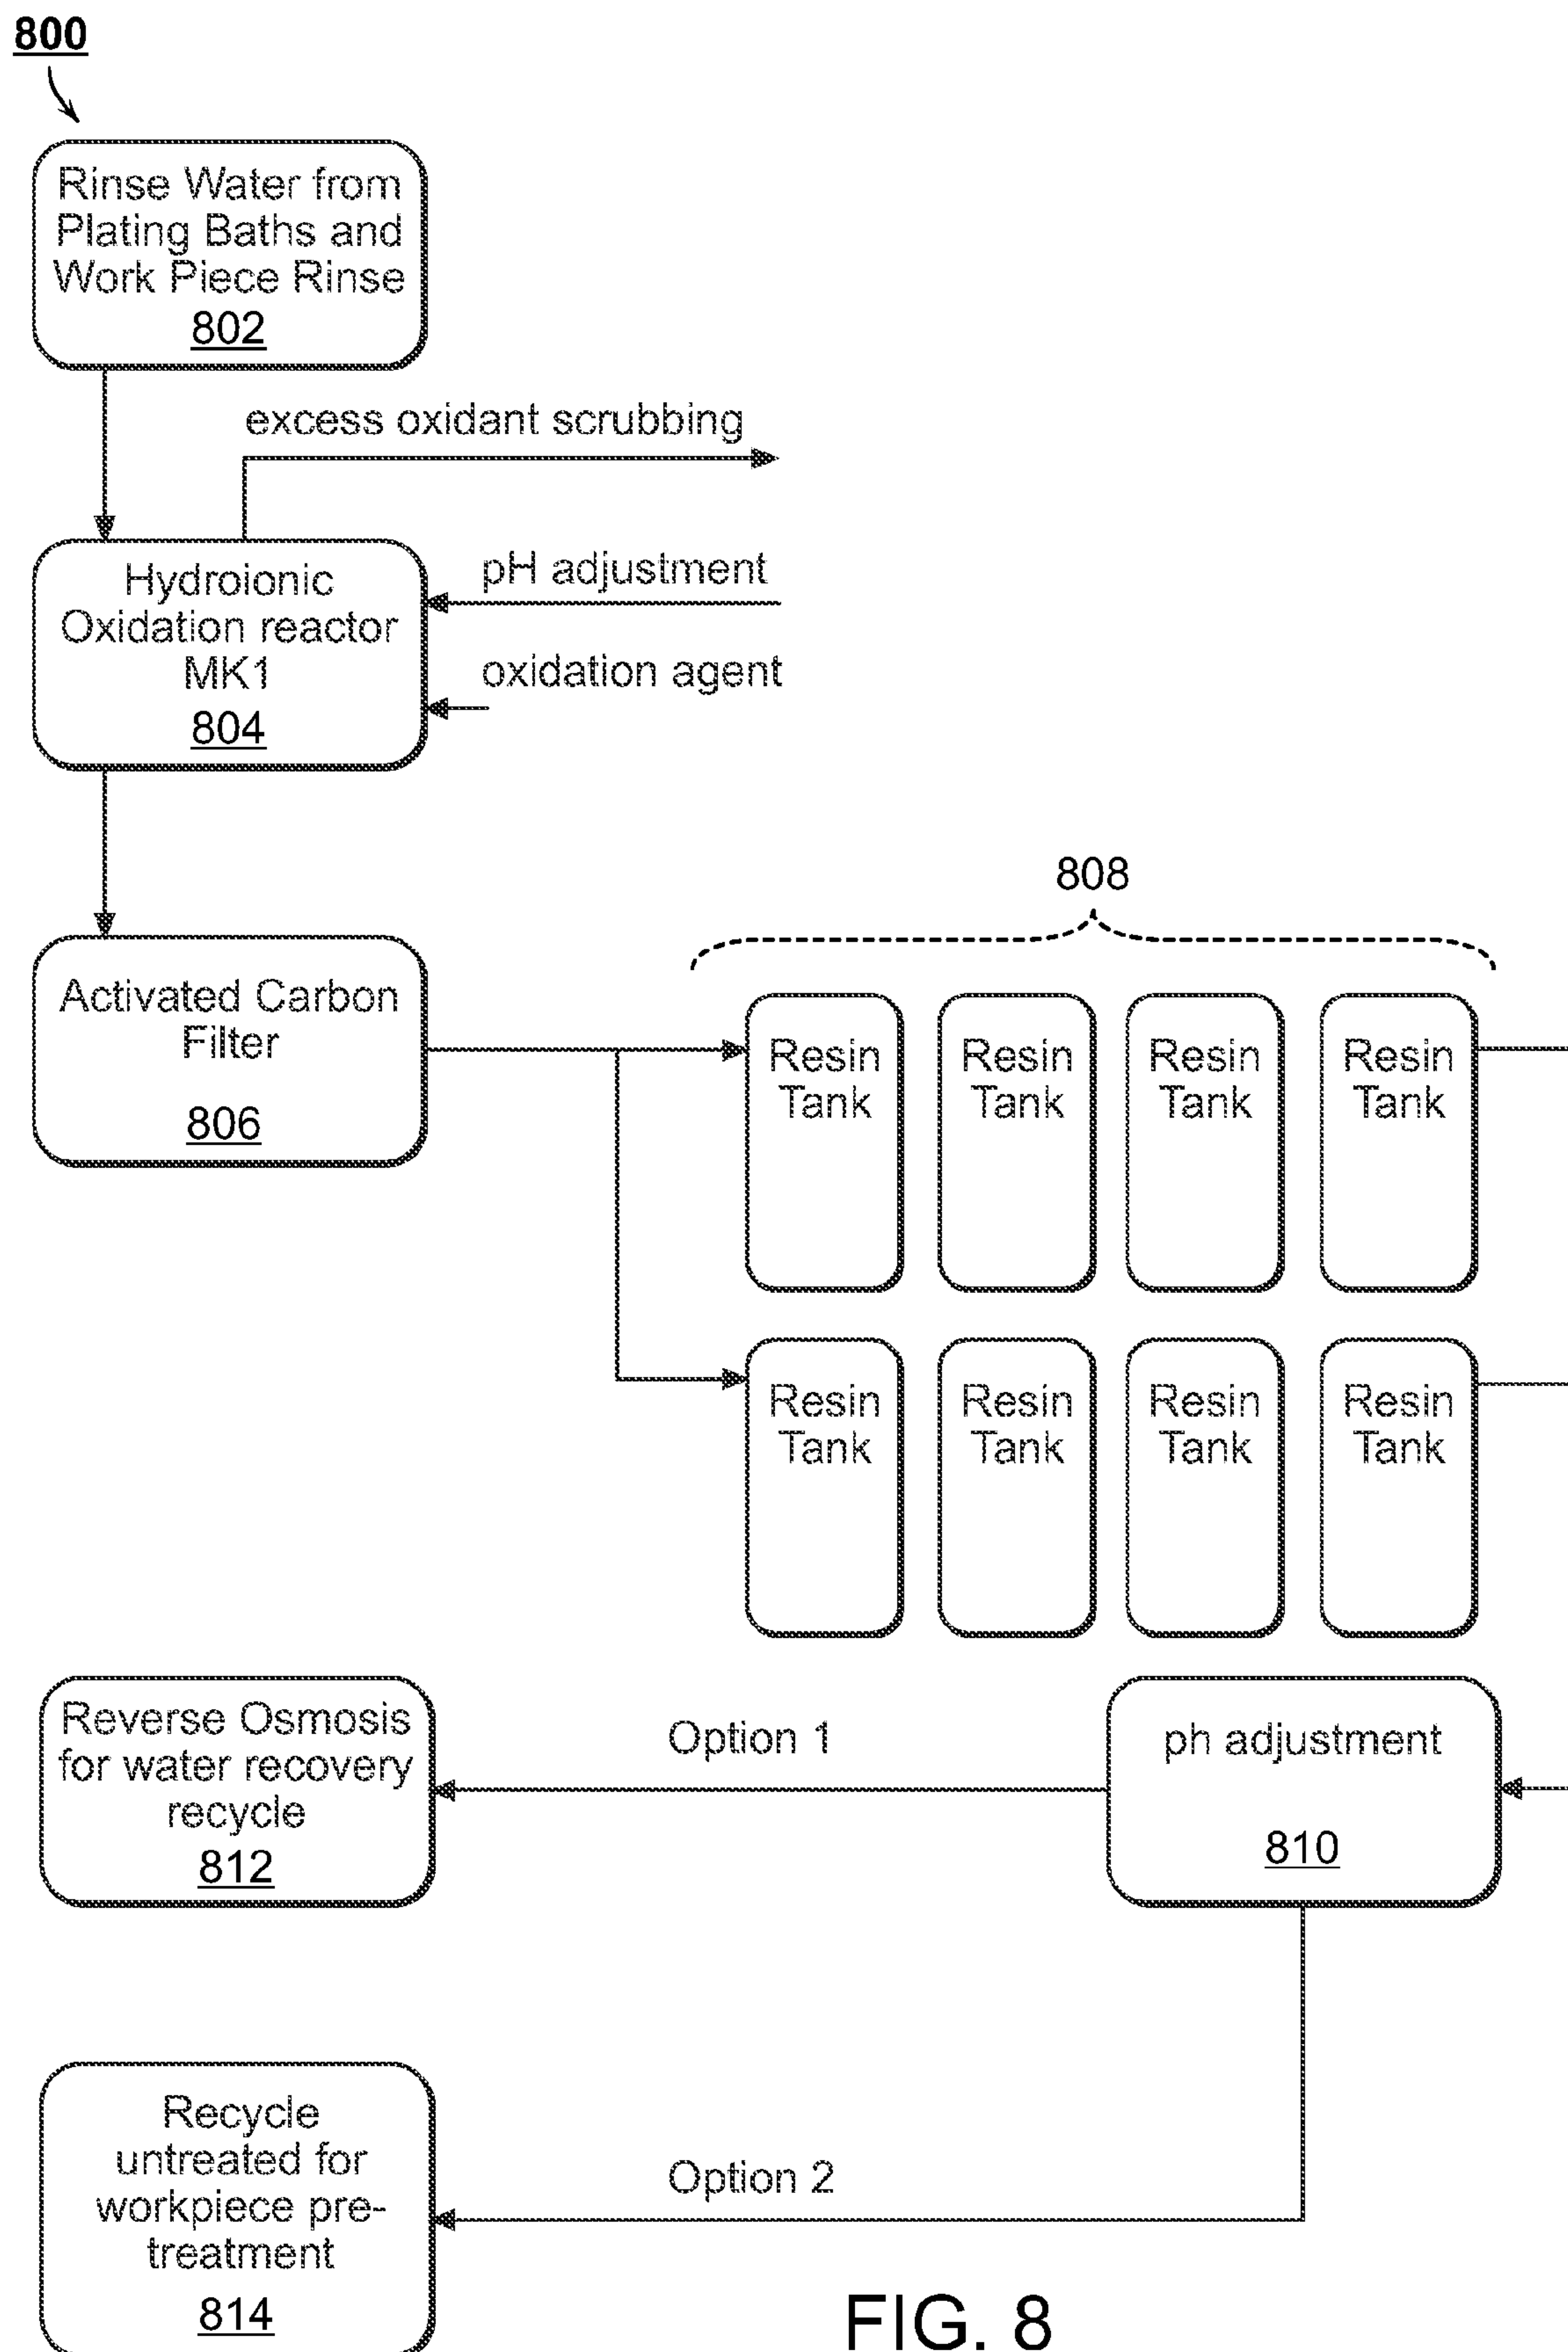 800
Rinse Water from
Plating Baths and
Work Piece Rinse
802
excess oxidant scrubbing
Hydroionic
Oxidation reactor
MK1
804
pH adjustment
oxidation agent
Activated Carbon
Filter
806
808
Resin
Tank
Resin
Tank
Resin
Tank
Resin
Tank
Resin
Tank
Resin
Tank
Resin
Tank
Resin
Tank
Reverse Osmosis
for water recovery
recycle
812
Option 1
ph adjustment
810
Recycle
untreated for
workpiece pre-
treatment
814
Option 2
FIG. 8